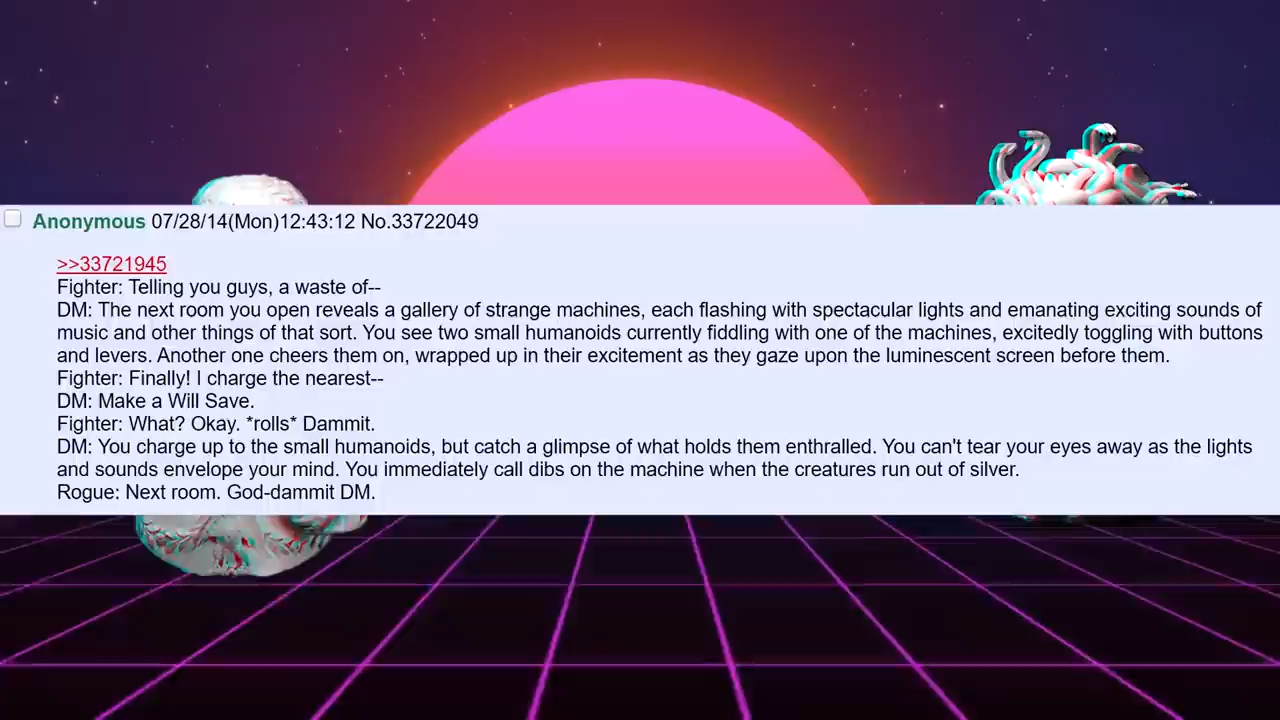 Anonymous 07/28/14(Mon)12:43:12 No.33722049
>>33721945
Fighter: Telling you guys, a waste of--
DM: The next room you open reveals a gallery of strange machines, each flashing with spectacular lights and emanating exciting sounds of
music and other things of that sort. You see two small humanoids currently fiddling with one of the machines, excitedly toggling with buttons
and levers. Another one cheers them on, wrapped up in their excitement as they gaze upon the luminescent screen before them.
Fighter: Finally! I charge the nearest--
DM: Make a Will Save.
Fighter: What? Okay. *rolls* Dammit.
DM: You charge up to the small humanoids, but catch a glimpse of what holds them enthralled. You can't tear your eyes away as the lights
and sounds envelope your mind. You immediately call dibs on the machine when the creatures run out of silver.
Rogue: Next room. God-dammit DM.